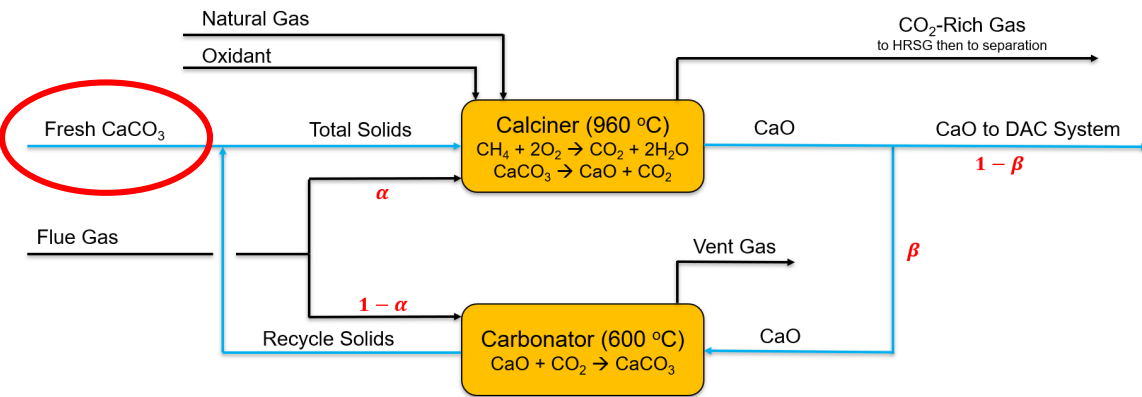 Natural Gas
Oxidant
CO₂-Rich Gas
to HRSG then to separation
Fresh CaCO₃
Total Solids
Calciner (960 °C)
CH₄ + 2O₂ → CO₂ + 2H₂O
CaCO₃ → CaO + CO₂
CaO
CaO to DAC System
1 − β
α
Flue Gas
Vent Gas
β
1 − α
Recycle Solids
Carbonator (600 °C)
CaO + CO₂ → CaCO₃
CaO